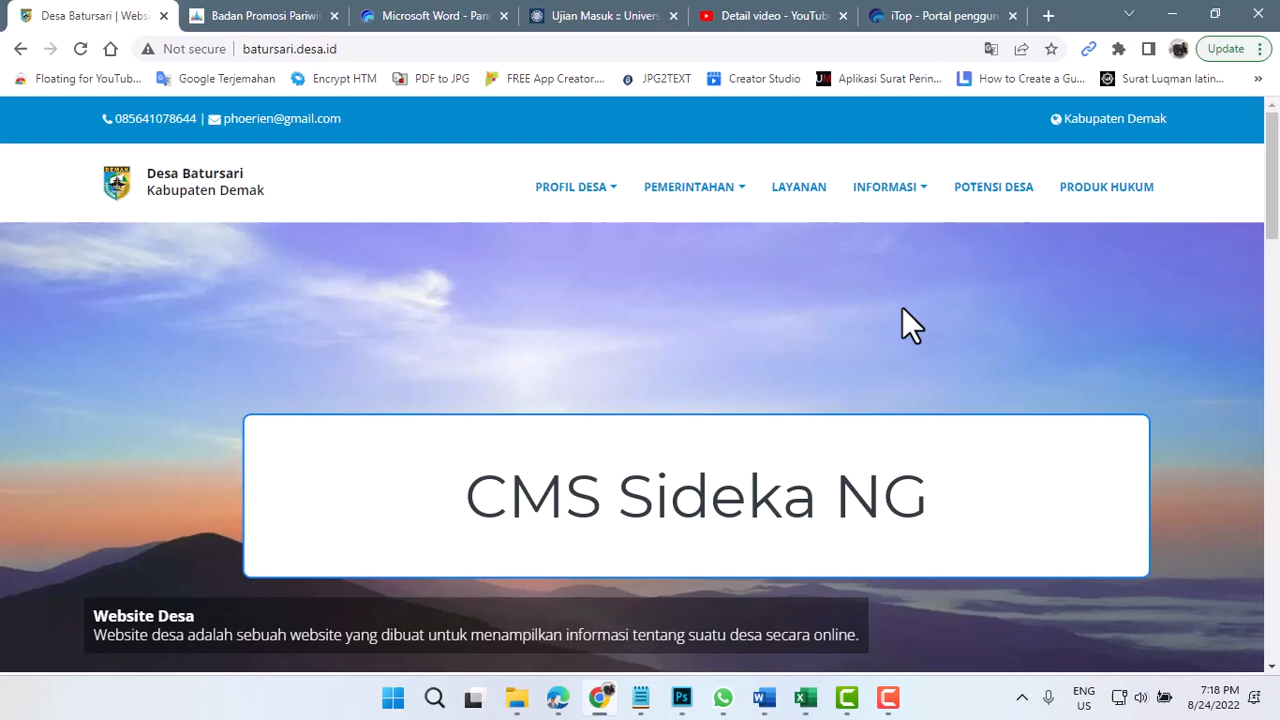 Desa Batursari | Webs
Badan Promosi Pariwi
Microsoft Word - Pan
Ujian Masuk :: Univers
Detail video - YouTub
iTop - Portal penggun
Not secure | batursari.desa.id
Update
Floating for YouTub...
Google Terjemahan
Encrypt HTM
PDF to JPG
FREE App Creator....
JPG2TEXT
Creator Studio
Aplikasi Surat Perin...
How to Create a Gu...
Surat Luqman latin...
»
085641078644 | phoerien@gmail.com
Kabupaten Demak
Desa Batursari
Kabupaten Demak
PROFIL DESA
PEMERINTAHAN
LAYANAN
INFORMASI
POTENSI DESA
PRODUK HUKUM
CMS Sideka NG
Website Desa
Website desa adalah sebuah website yang dibuat untuk menampilkan informasi tentang suatu desa secara online.
ENG
US
7:18 PM
8/24/2022